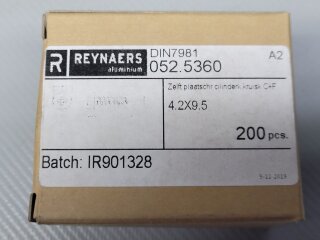 R REYNAERS
aluminium
DIN7981
A2
052.5360
Zelft plaatschr cilinderk kruisk C+F
4.2X9.5
200 pcs.
Batch: IR901328